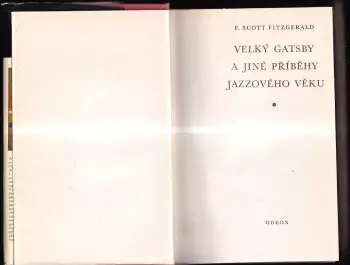 F. SCOTT FITZGERALD
VELKÝ GATSBY
A JINÉ PŘÍBĚHY
JAZZOVÉHO VĚKU
ODEON